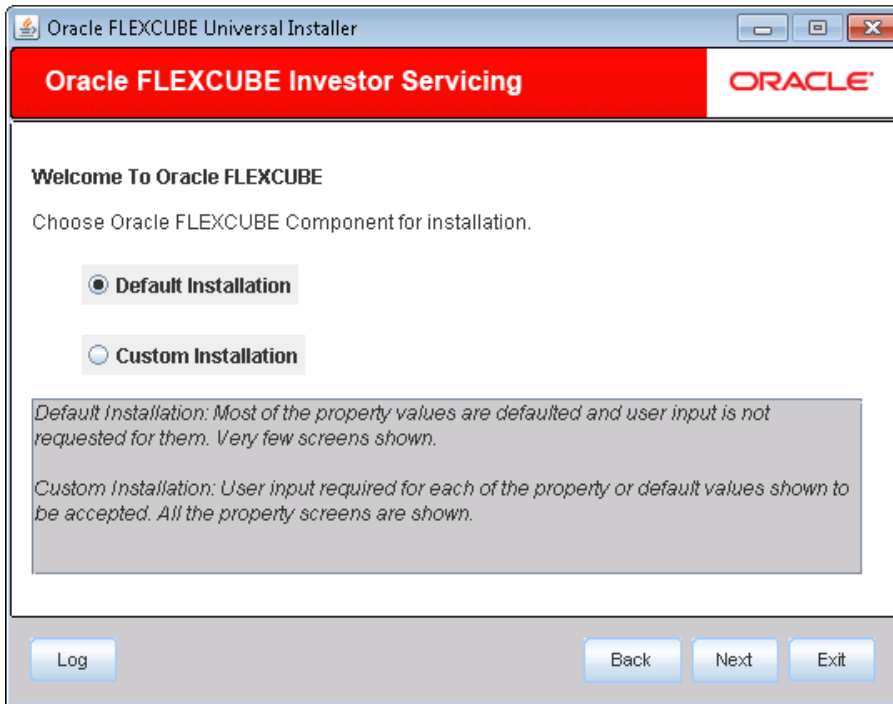 Oracle FLEXCUBE Universal Installer
Oracle FLEXCUBE Investor Servicing
ORACLE
Welcome To Oracle FLEXCUBE
Choose Oracle FLEXCUBE Component for installation.
Default Installation
Custom Installation
Default Installation: Most of the property values are defaulted and user input is not
requested for them. Very few screens shown.
Custom Installation: User input required for each of the property or default values shown to
be accepted. All the property screens are shown.
Log
Back
Next
Exit